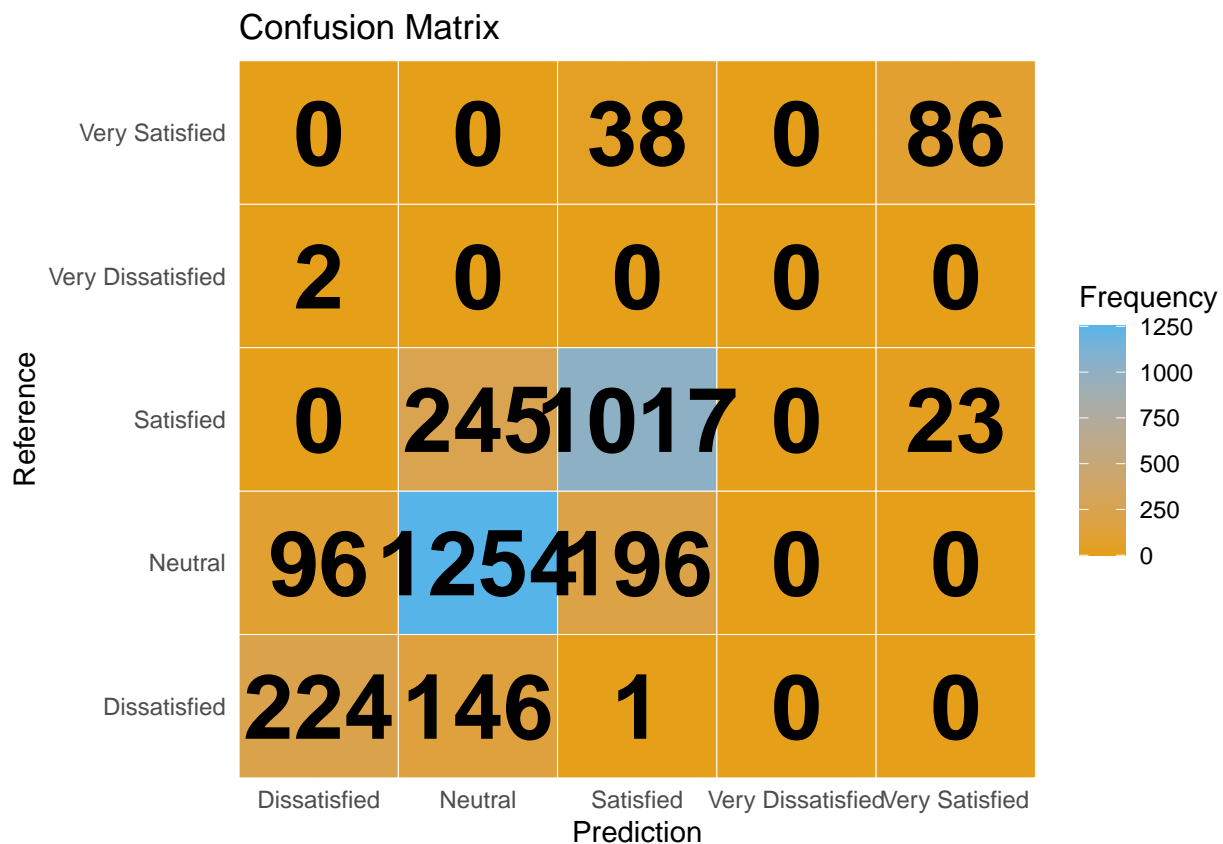 Confusion Matrix
Very Satisfied 0 0 38 0 86
Very Dissatisfied 2 0 0 0 0
Satisfied 0 245 1017 0 23
Neutral 96 1254 196 0 0
Dissatisfied 224 146 1 0 0
Dissatisfied Neutral Satisfied Very Dissatisfied Very Satisfied
Prediction
Reference
Frequency
1250
1000
750
500
250
0